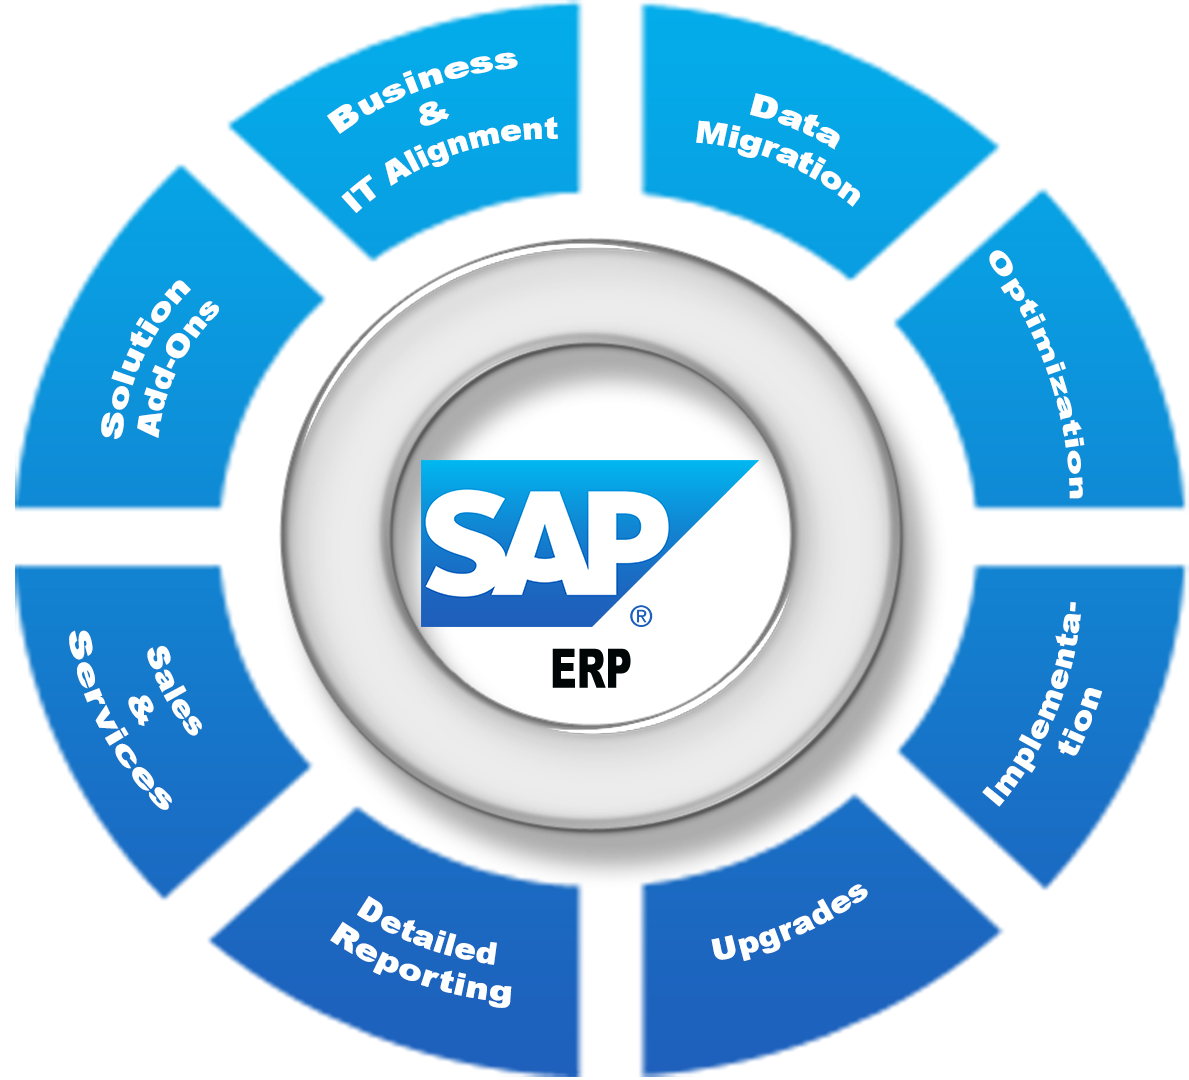 Business
&
IT Alignment
Data
Migration
Optimization
Implementa-
tion
Upgrades
Detailed
Reporting
Sales
&
Services
Solution
Add-Ons
SAP
®
ERP